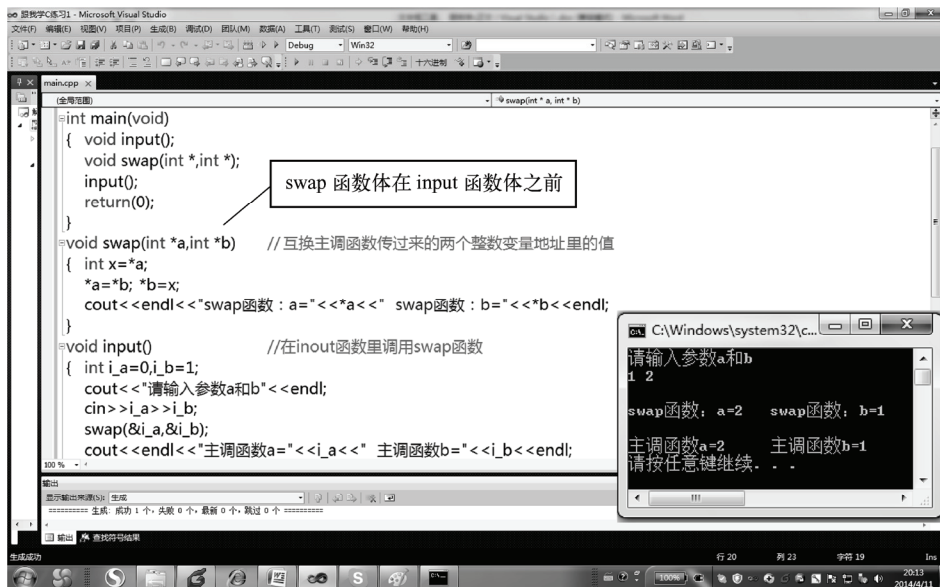 跟我学C练习1 - Microsoft Visual Studio
文件(F) 编辑(E) 视图(V) 项目(P) 生成(B) 调试(D) 团队(M) 数据(A) 工具(T) 测试(S) 窗口(W) 帮助(H)
Debug Win32
十六进制
main.cpp
(全局范围) swap(int * a, int * b)
int main(void)
{ void input();
void swap(int *,int *);
input();
return(0);
}
swap 函数体在 input 函数体之前
void swap(int *a,int *b) //互换主调函数传过来的两个整数变量地址里的值
{ int x=*a;
*a=*b; *b=x;
cout<<endl<<"swap函数：a="<<*a<<" swap函数：b="<<*b<<endl;
}
void input() //在inout函数里调用swap函数
{ int i_a=0,i_b=1;
cout<<"请输入参数a和b"<<endl;
cin>>i_a>>i_b;
swap(&i_a,&i_b);
cout<<endl<<"主调函数a="<<i_a<<" 主调函数b="<<i_b<<endl;
100 %
C:\Windows\system32\c...
请输入参数a和b
1 2
swap函数：a=2 swap函数：b=1
主调函数a=2 主调函数b=1
请按任意键继续. . .
输出
显示输出来源(S): 生成
========== 生成: 成功 1 个，失败 0 个，最新 0 个，跳过 0 个 ==========
输出 查找符号结果
生成成功 行 20 列 23 字符 19 Ins
100% 20:13
2014/4/11